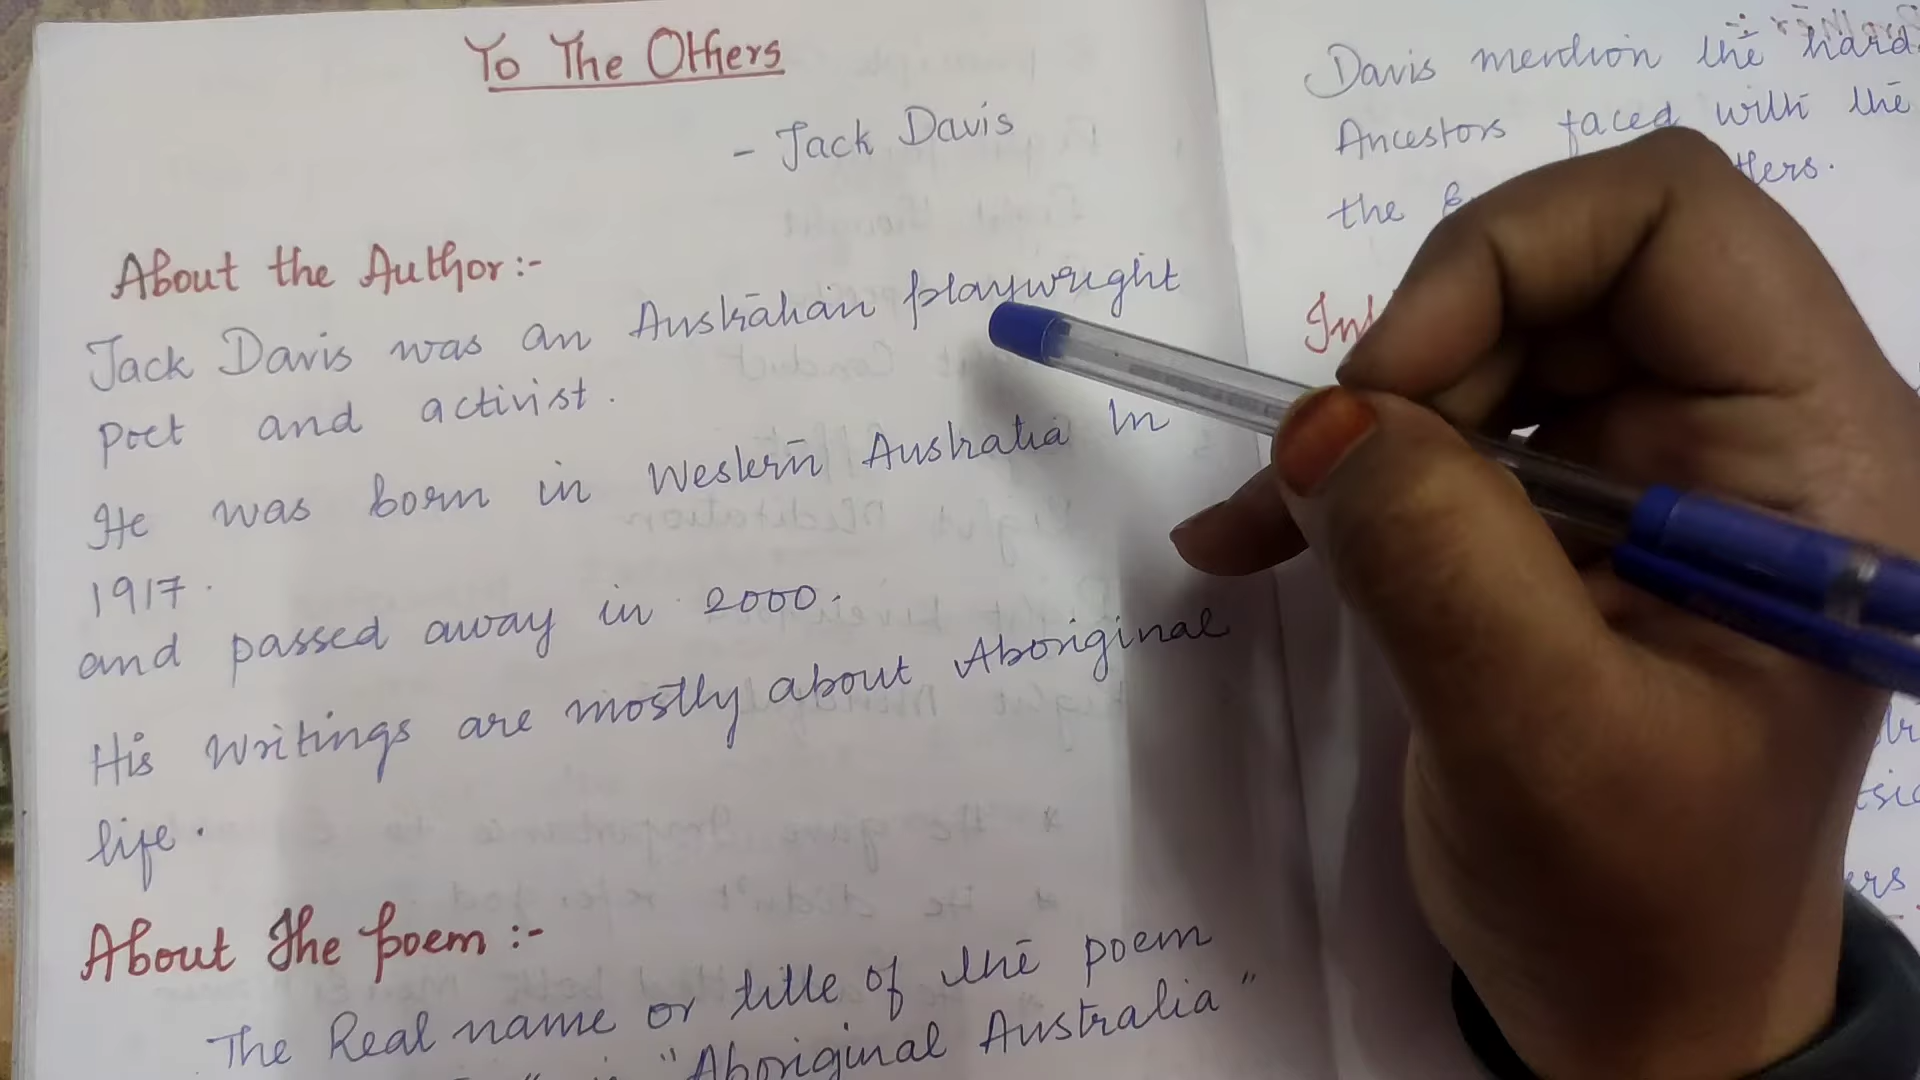 To The Others
- Jack Davis
About the Author:-
Jack Davis was an Australian playwright
poet and activist.
He was born in Western Australia In
1917.
and passed away in 2000.
His writings are mostly about Aboriginal
life.
About the poem :-
The Real name or title of the poem
"Aboriginal Australia"
Davis mention the hard
Ancestors faced with the
the